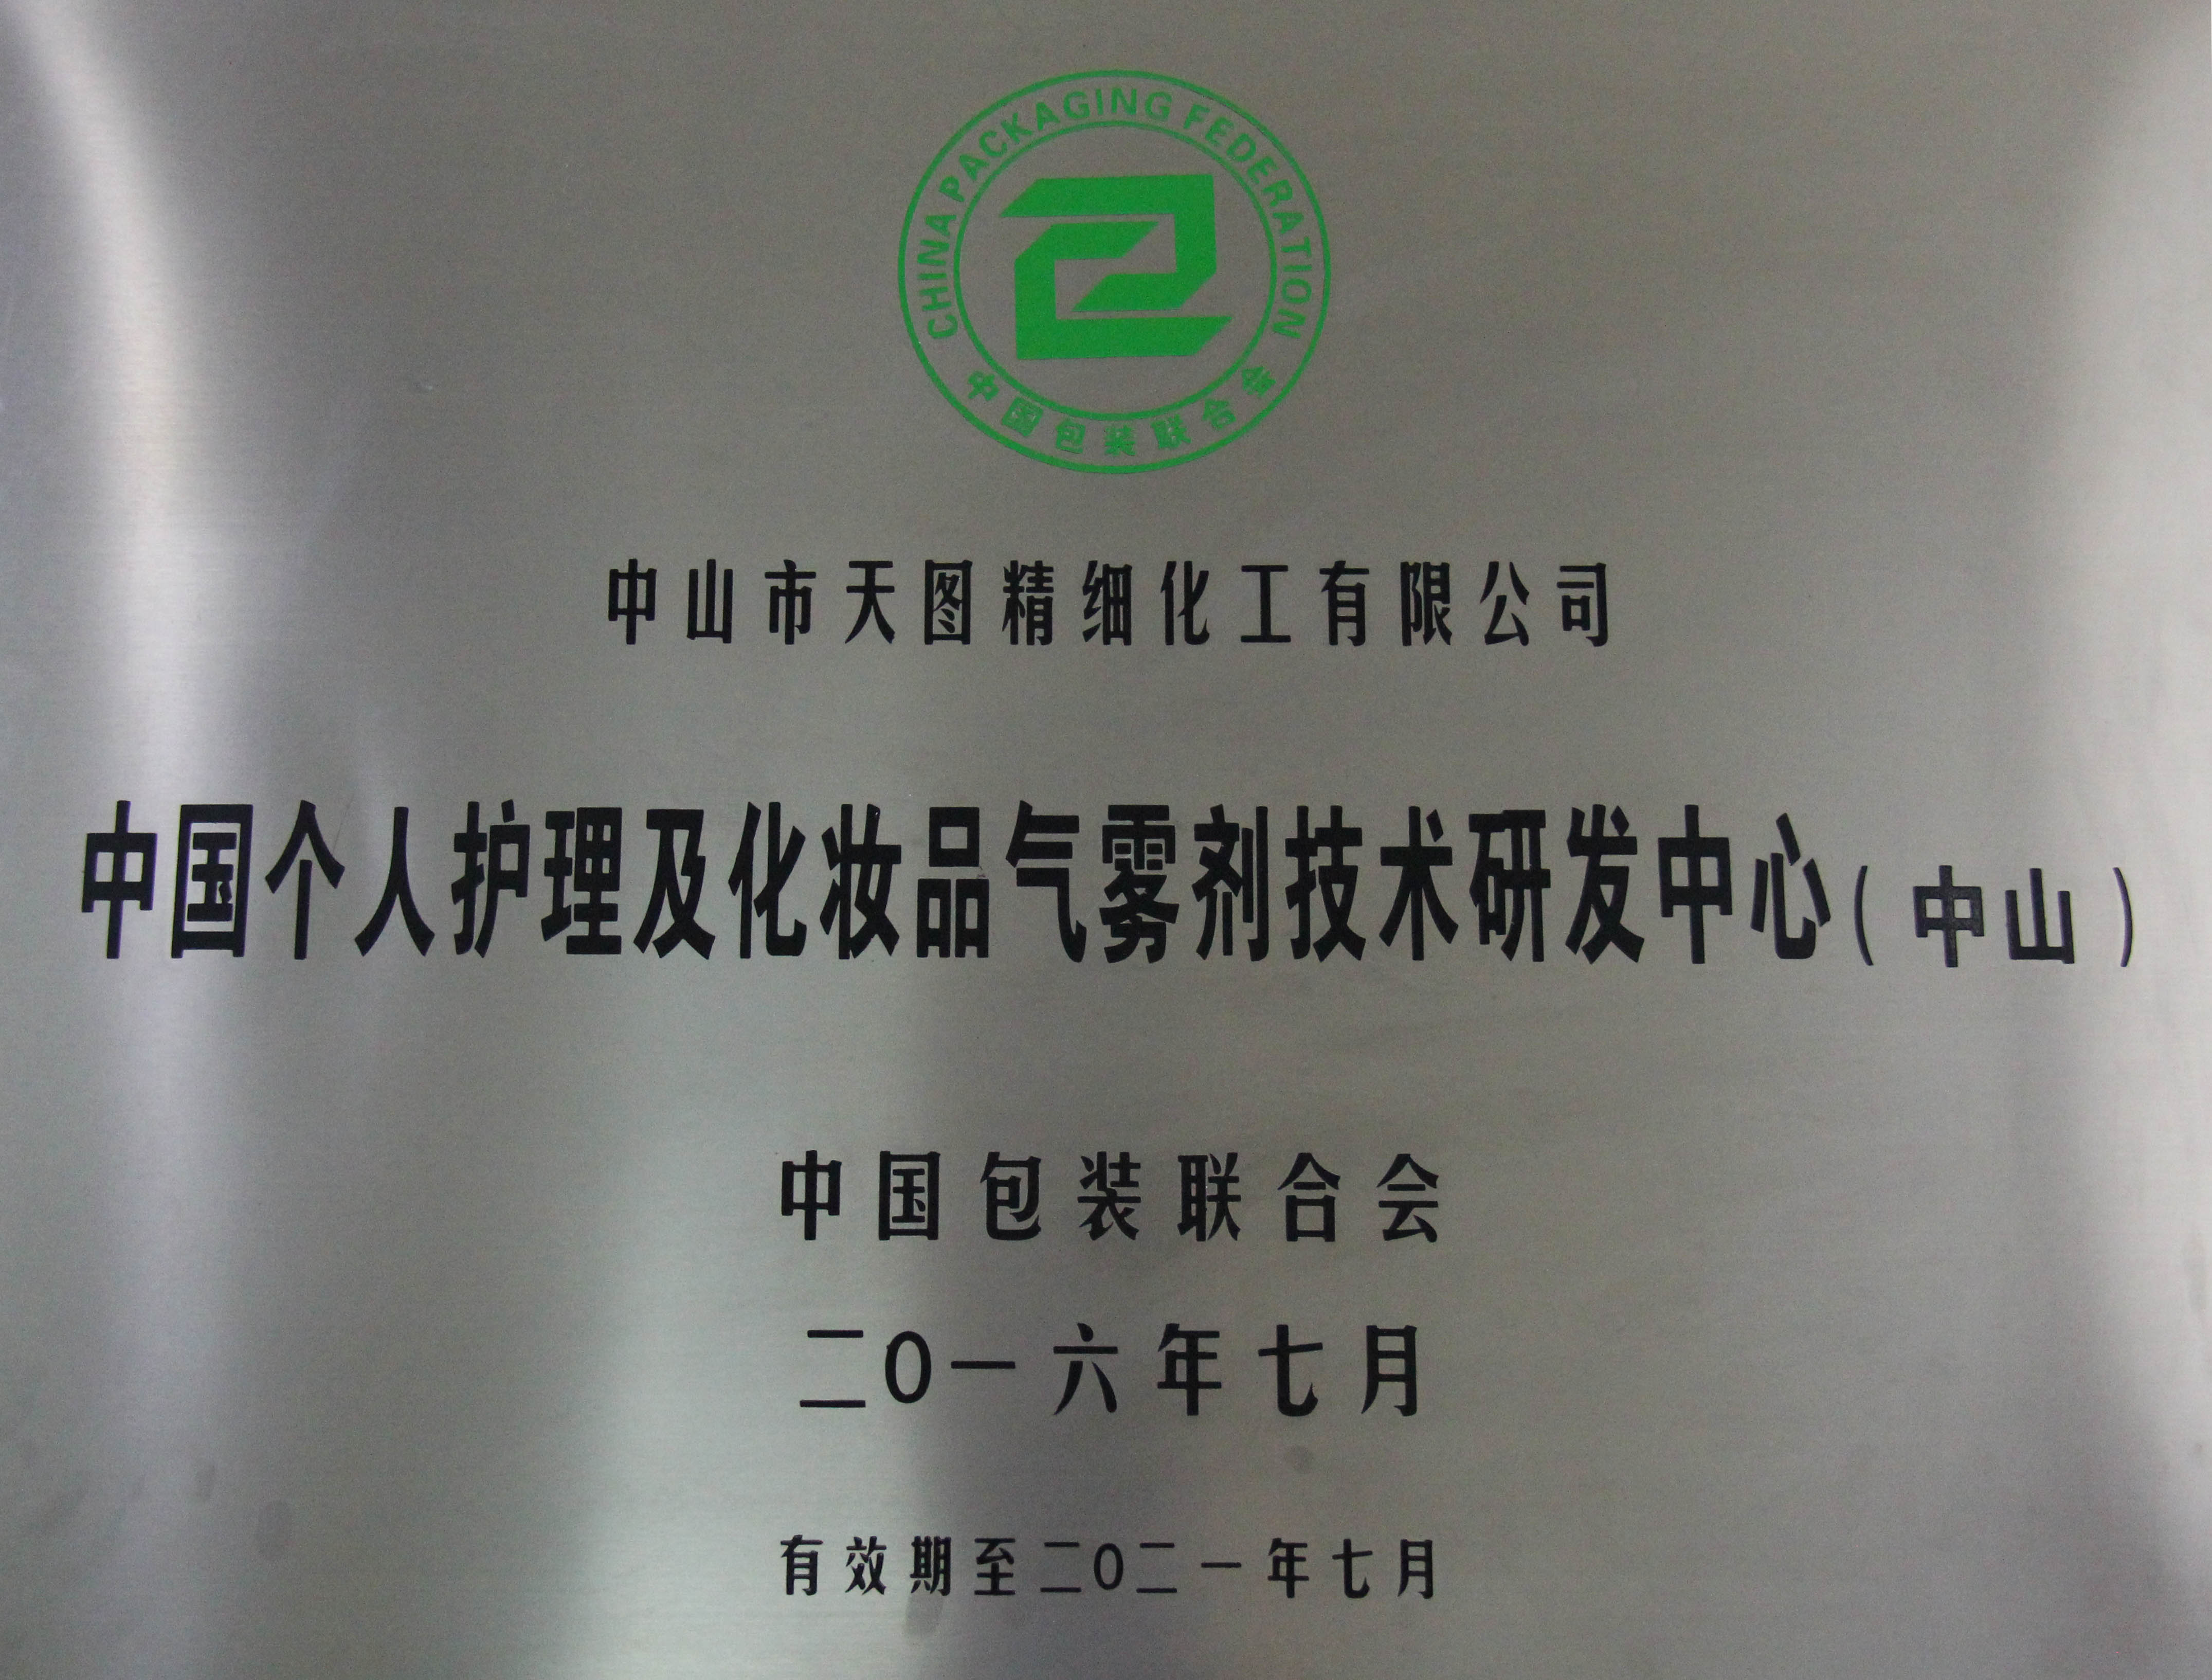 CHINA PACKAGING FEDERATION
中国包装联合会
中山市天图精细化工有限公司
中国个人护理及化妆品气雾剂技术研发中心(中山)
中国包装联合会
二0一六年七月
有效期至二0二一年七月